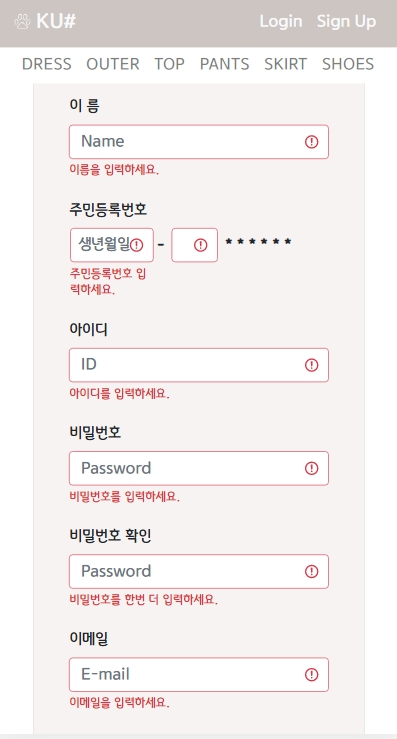 KU# Login Sign Up
DRESS OUTER TOP PANTS SKIRT SHOES
이 름
Name
이름을 입력하세요.
주민등록번호
생년월일 - ******
주민등록번호 입
력하세요.
아이디
ID
아이디를 입력하세요.
비밀번호
Password
비밀번호를 입력하세요.
비밀번호 확인
Password
비밀번호를 한번 더 입력하세요.
이메일
E-mail
이메일을 입력하세요.